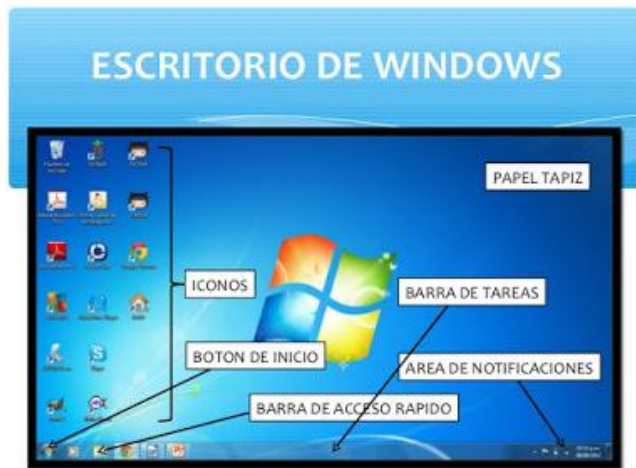 ESCRITORIO DE WINDOWS
PAPEL TAPIZ
ICONOS
BARRA DE TAREAS
BOTON DE INICIO
AREA DE NOTIFICACIONES
BARRA DE ACCESO RAPIDO